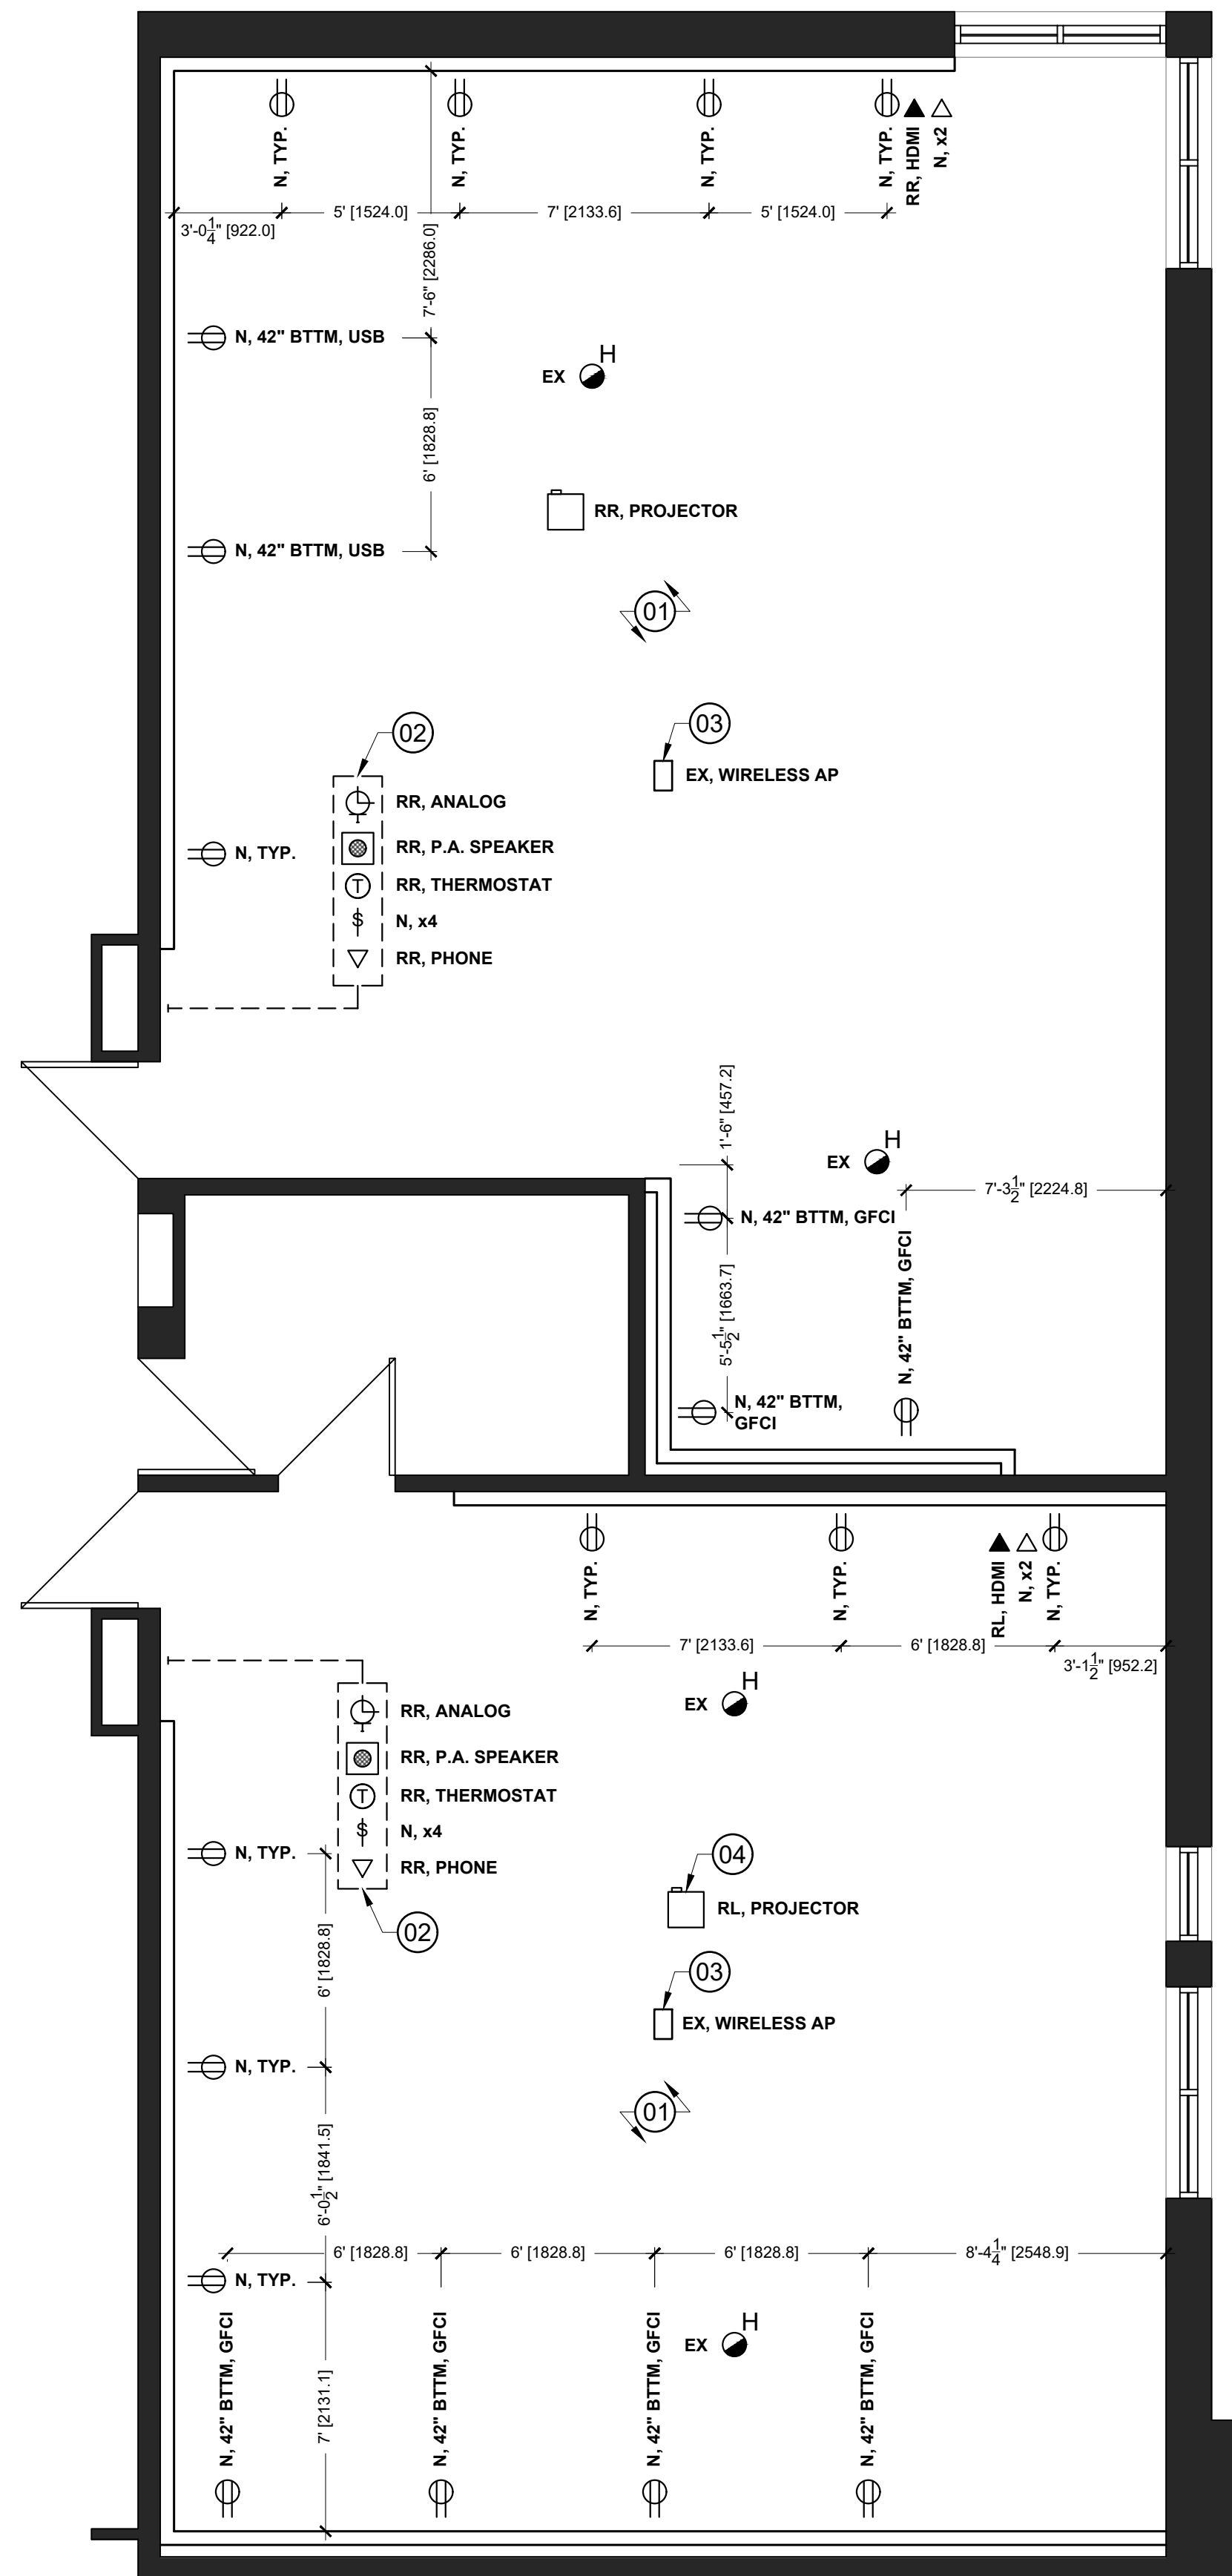 N, TYP.
N, TYP.
N, TYP.
N, TYP.
RR, HDMI
N, x2
3'-0 1/4" [922.0]
5' [1524.0]
7' [2133.6]
5' [1524.0]
7'-6" [2286.0]
N, 42" BTTM, USB
EX
H
6' [1828.8]
RR, PROJECTOR
N, 42" BTTM, USB
01
03
02
EX, WIRELESS AP
RR, ANALOG
RR, P.A. SPEAKER
N, TYP.
T
RR, THERMOSTAT
$
N, x4
RR, PHONE
1'-6" [457.2]
EX
H
7'-3 1/2" [2224.8]
N, 42" BTTM, GFCI
N, 42" BTTM, GFCI
5'-5 1/2" [1663.7]
N, 42" BTTM,
GFCI
N, TYP.
N, TYP.
RL, HDMI
N, x2
N, TYP.
7' [2133.6]
6' [1828.8]
3'-1 1/2" [952.2]
EX
H
RR, ANALOG
RR, P.A. SPEAKER
T
RR, THERMOSTAT
$
N, x4
RR, PHONE
N, TYP.
04
RL, PROJECTOR
02
6' [1828.8]
03
EX, WIRELESS AP
N, TYP.
01
6'-0 1/2" [1841.5]
6' [1828.8]
6' [1828.8]
6' [1828.8]
8'-4 1/4" [2548.9]
N, TYP.
EX
H
N, 42" BTTM, GFCI
7' [2131.1]
N, 42" BTTM, GFCI
N, 42" BTTM, GFCI
N, 42" BTTM, GFCI